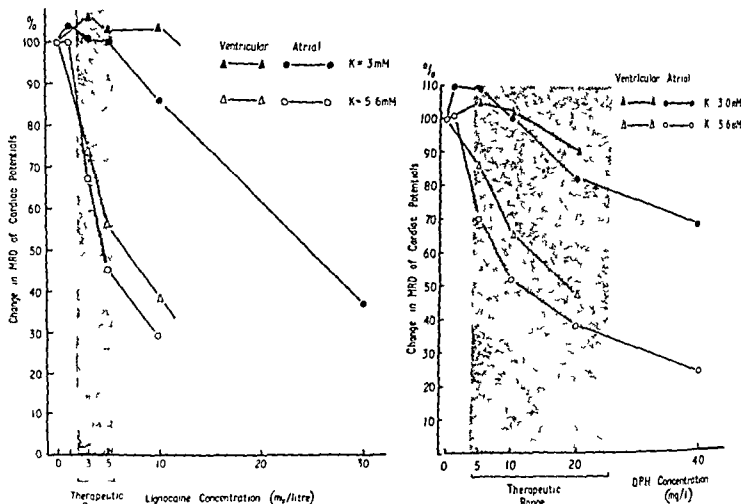 %
100
90
80
70
60
50
40
30
20
10
0
Change in MRD of Cardiac Potentials
Ventricular Atrial
K = 3mM
K = 5·6mM
0 3 5 10 20
Therapeutic
Lignocaine Concentration (mg/litre)
%
110
100
90
80
70
60
50
40
30
20
10
0
Change in MRD of Cardiac Potentials
Ventricular Atrial
K 3·0mM
K 5·6mM
0 5 10 20 40
Therapeutic
Range
DPH Concentration
(mg/l)